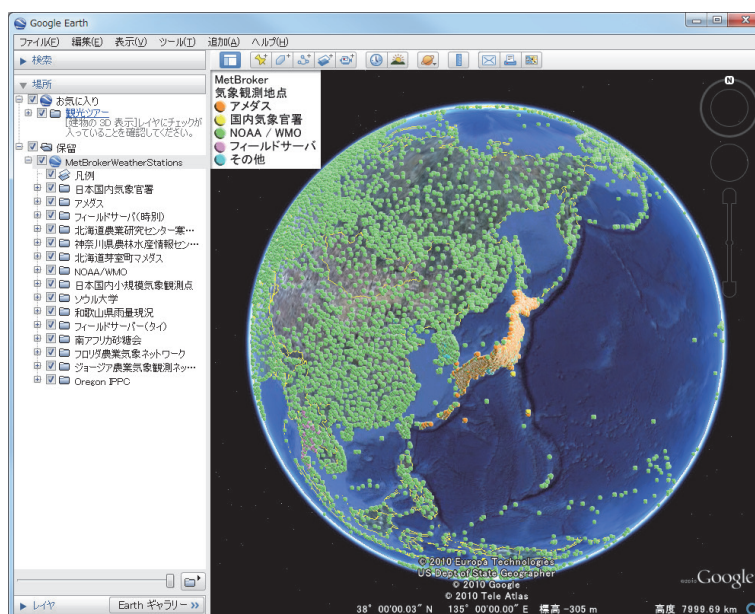 Google Earth
ファイル(F) 編集(E) 表示(V) ツール(T) 追加(A) ヘルプ(H)
検索
場所
お気に入り
観光ツアー
[建物の 3D 表示]レイヤにチェックが
入っていることを確認してください。
保留
MetBrokerWeatherStations
凡例
日本国内気象官署
アメダス
フィールドサーバ(時別)
北海道農業研究センター芽…
神奈川県農林水産情報セン…
北海道芽室町マメダス
NOAA/WMO
日本国内小規模気象観測点
ソウル大学
和歌山県雨量現況
フィールドサーバー(タイ)
南アフリカ砂糖会
フロリダ農業気象ネットワーク
ジョージア農業気象観測ネッ…
Oregon IPPC
レイヤ
Earth ギャラリー >>
MetBroker
気象観測地点
アメダス
国内気象官署
NOAA / WMO
フィールドサーバ
その他
N
© 2010 Europa Technologies
US Dept of State Geographer
© 2010 Google
© 2010 Tele Atlas
Google
38° 00'00.03" N 135° 00'00.00" E 標高 -305 m 高度 7999.69 km